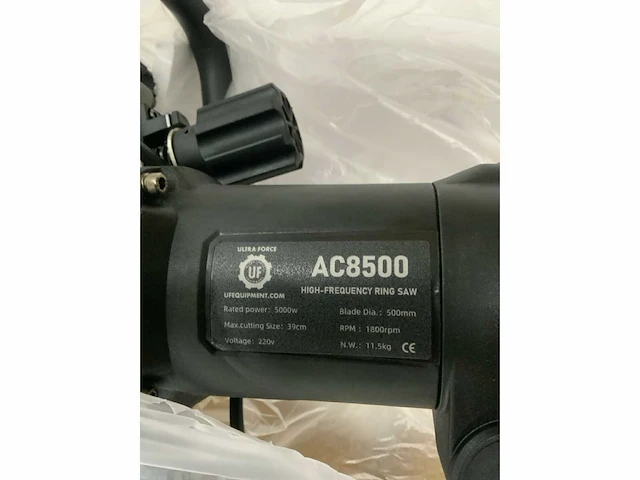 ULTRA FORCE
UF
UFEQUIPMENT.COM
AC8500
HIGH-FREQUENCY RING SAW
Rated power: 5000w
Blade Dia.: 500mm
Max.cutting Size: 39cm
RPM : 1800rpm
Voltage: 220v
N.W.: 11.5kg CE